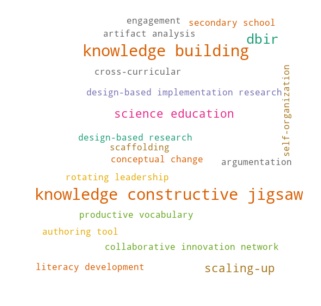 engagement
secondary school
artifact analysis
dbir
knowledge building
cross-curricular
design-based implementation research
self-organization
science education
design-based research
scaffolding
conceptual change
argumentation
rotating leadership
knowledge constructive jigsaw
productive vocabulary
authoring tool
collaborative innovation network
literacy development
scaling-up